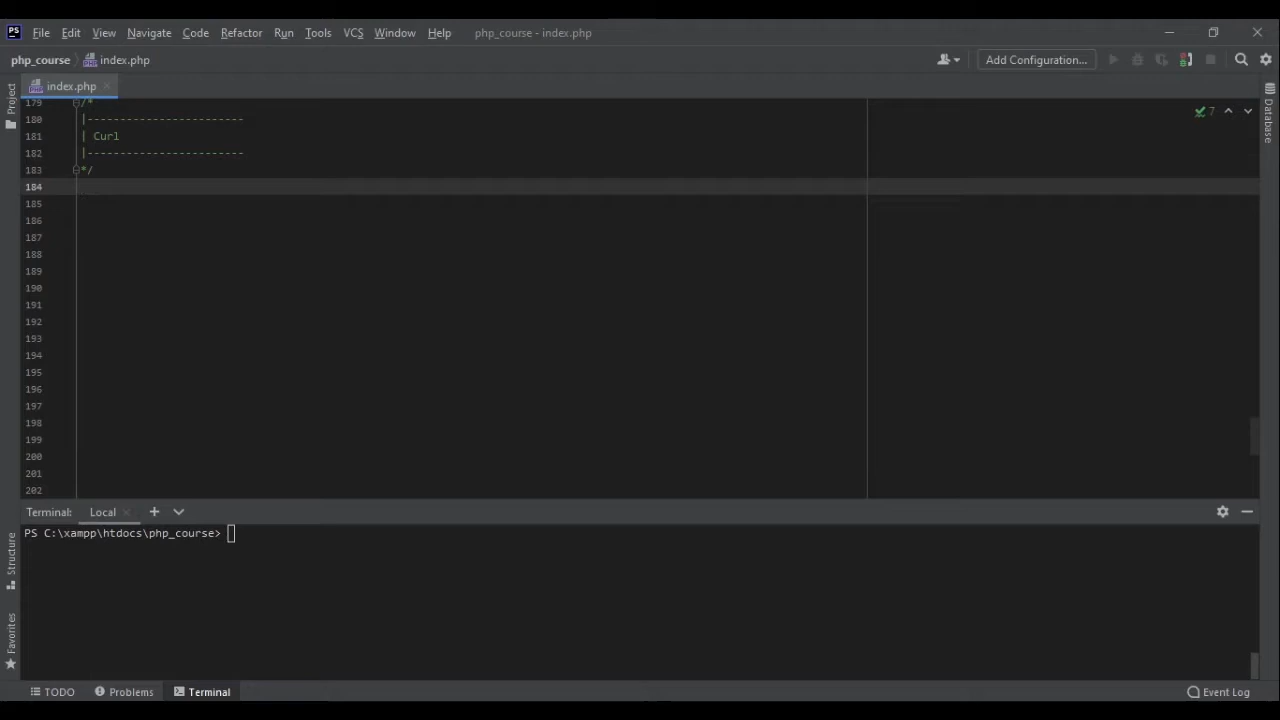 PS File Edit View Navigate Code Refactor Run Tools VCS Window Help php_course - index.php
php_course index.php Add Configuration...
Project
index.php
Database
179 /*
180 |------------------------
181 | Curl
182 |------------------------
183 */
7
184
185
186
187
188
189
190
191
192
193
194
195
196
197
198
199
200
201
202
Terminal: Local
PS C:\xampp\htdocs\php_course>
Structure
Favorites
TODO Problems Terminal Event Log